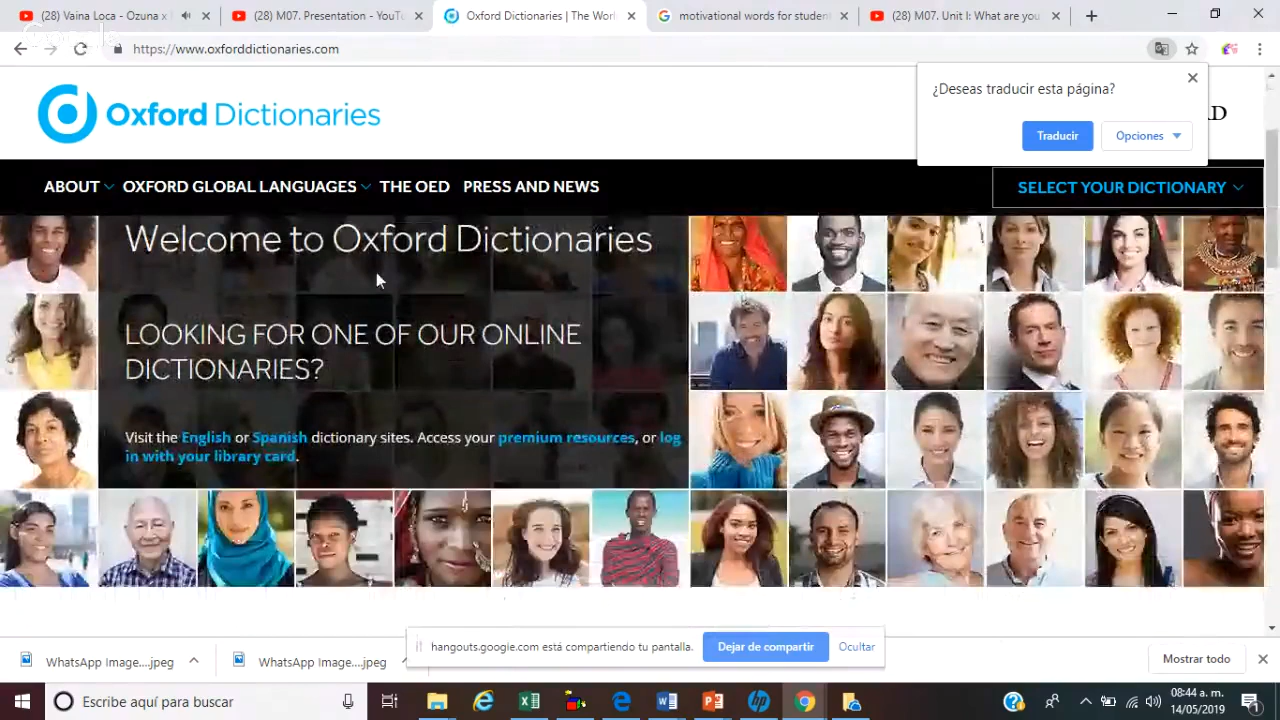 (28) Vaina Loca - Ozuna x
(28) M07. Presentation - YouTu
Oxford Dictionaries | The Worl
motivational words for studen
(28) M07. Unit I: What are you
Google
https://www.oxforddictionaries.com
Oxford Dictionaries
¿Deseas traducir esta página?
Traducir
Opciones
ABOUT
OXFORD GLOBAL LANGUAGES
THE OED
PRESS AND NEWS
SELECT YOUR DICTIONARY
Welcome to Oxford Dictionaries
LOOKING FOR ONE OF OUR ONLINE
DICTIONARIES?
Visit the English or Spanish dictionary sites. Access your premium resources, or log
in with your library card.
hangouts.google.com está compartiendo tu pantalla.
Dejar de compartir
Ocultar
WhatsApp Image....jpeg
WhatsApp Image....jpeg
Mostrar todo
Escribe aquí para buscar
08:44 a. m.
14/05/2019